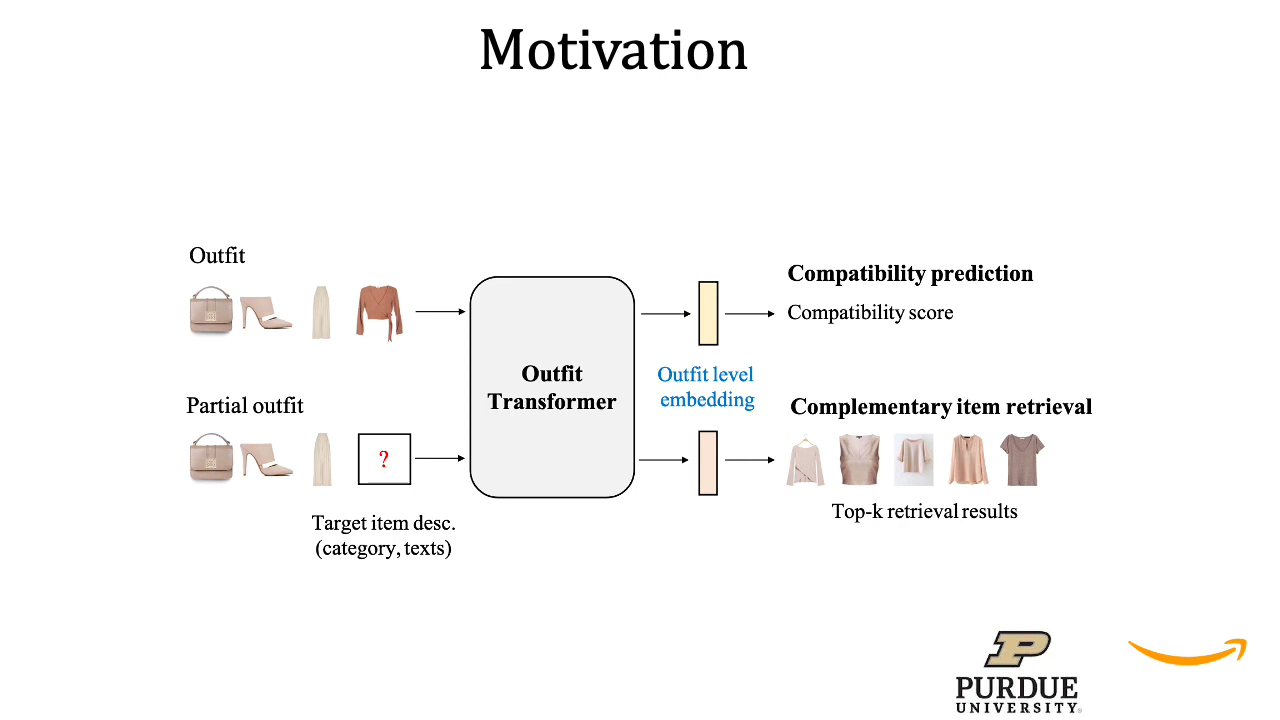 Motivation
Outfit
Partial outfit
?
Target item desc.
(category, texts)
Outfit
Transformer
Outfit level
embedding
Compatibility prediction
Compatibility score
Complementary item retrieval
Top-k retrieval results
P
PURDUE
UNIVERSITY®